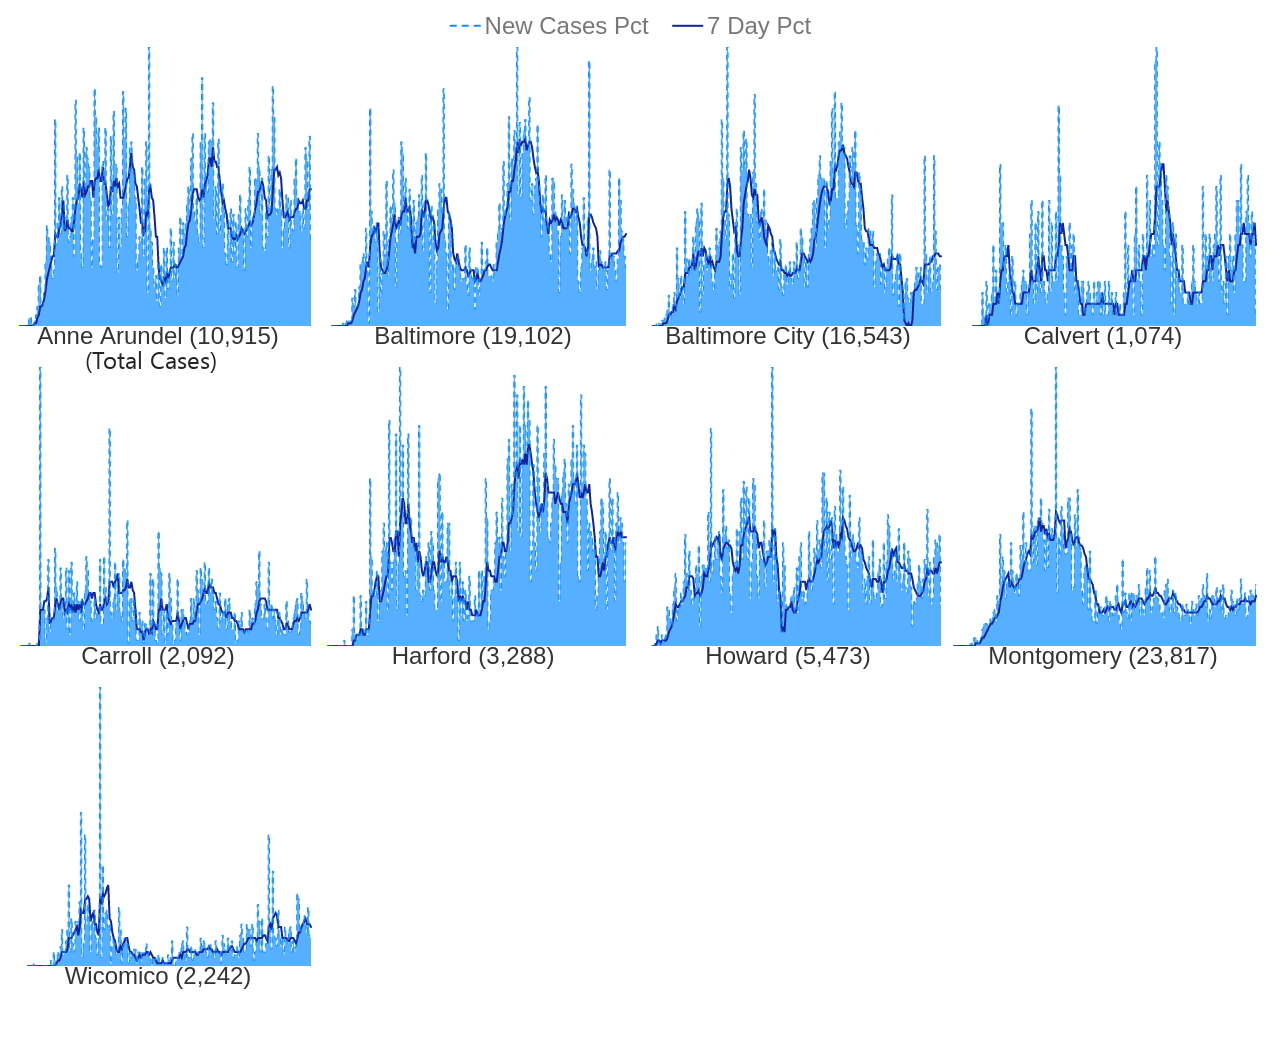 New Cases Pct 7 Day Pct
Anne Arundel (10,915) Baltimore (19,102) Baltimore City (16,543) Calvert (1,074)
(Total Cases)
Carroll (2,092) Harford (3,288) Howard (5,473) Montgomery (23,817)
Wicomico (2,242)